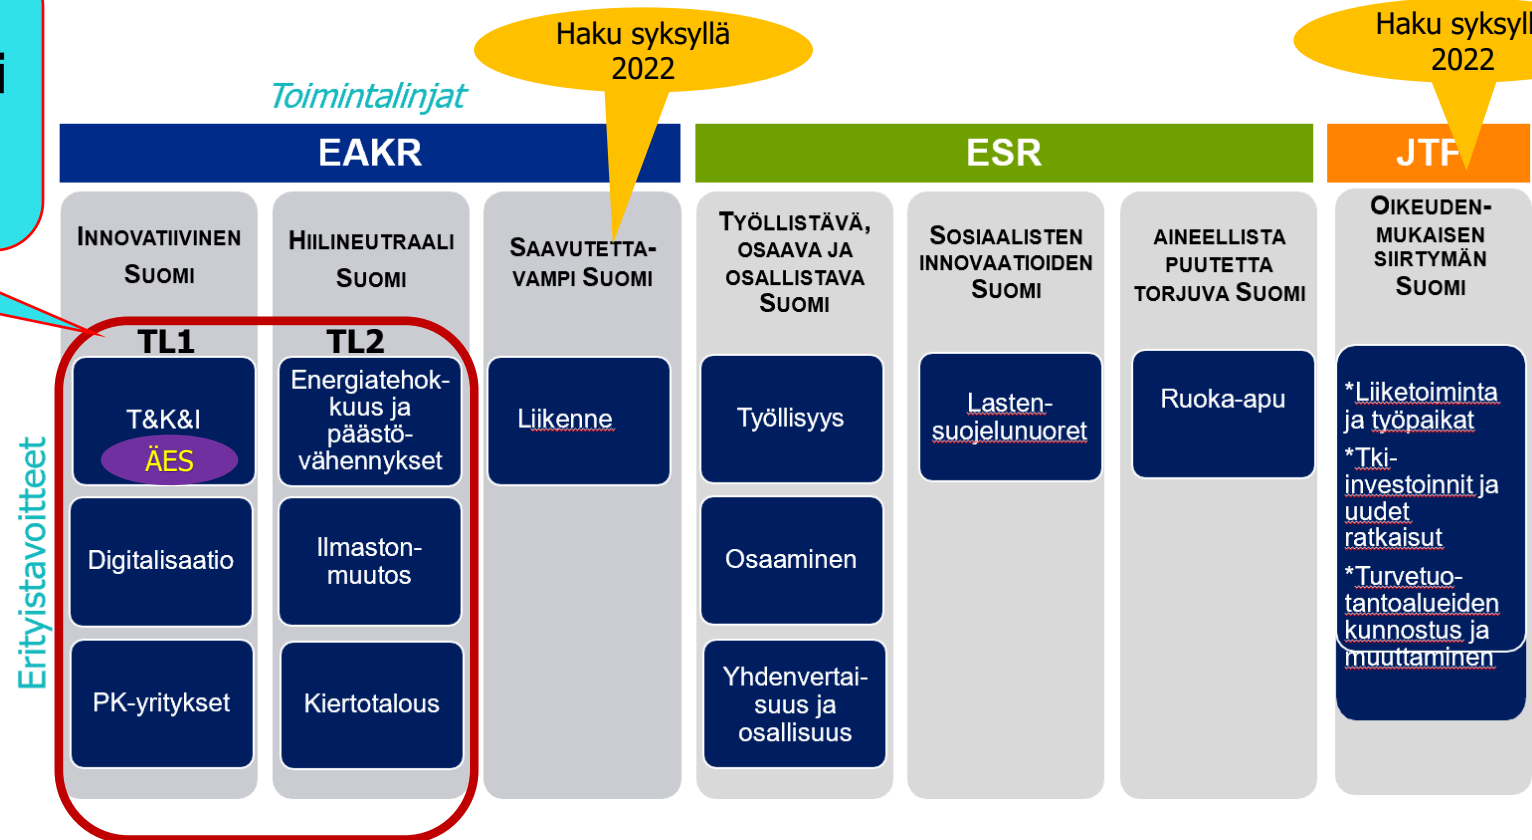 i
Haku syksyllä
2022
Haku syksyll
2022
Toimintalinjat
EAKR
ESR
JTF
INNOVATIIVINEN
SUOMI
HIILINEUTRAALI
SUOMI
SAAVUTETTA-
VAMPI SUOMI
TYÖLLISTÄVÄ,
OSAAVA JA
OSALLISTAVA
SUOMI
SOSIAALISTEN
INNOVAATIOIDEN
SUOMI
AINEELLISTA
PUUTETTA
TORJUVA SUOMI
OIKEUDEN-
MUKAISEN
SIIRTYMÄN
SUOMI
Erityistavoitteet
TL1
T&K&I
ÄES
Digitalisaatio
PK-yritykset
TL2
Energiatehok-
kuus ja
päästö-
vähennykset
Ilmaston-
muutos
Kiertotalous
Liikenne
Työllisyys
Osaaminen
Yhdenvertai-
suus ja
osallisuus
Lasten-
suojelunuoret
Ruoka-apu
*Liiketoiminta
ja työpaikat
*Tki-
investoinnit ja
uudet
ratkaisut
*Turvetuo-
tantoalueiden
kunnostus ja
muuttaminen